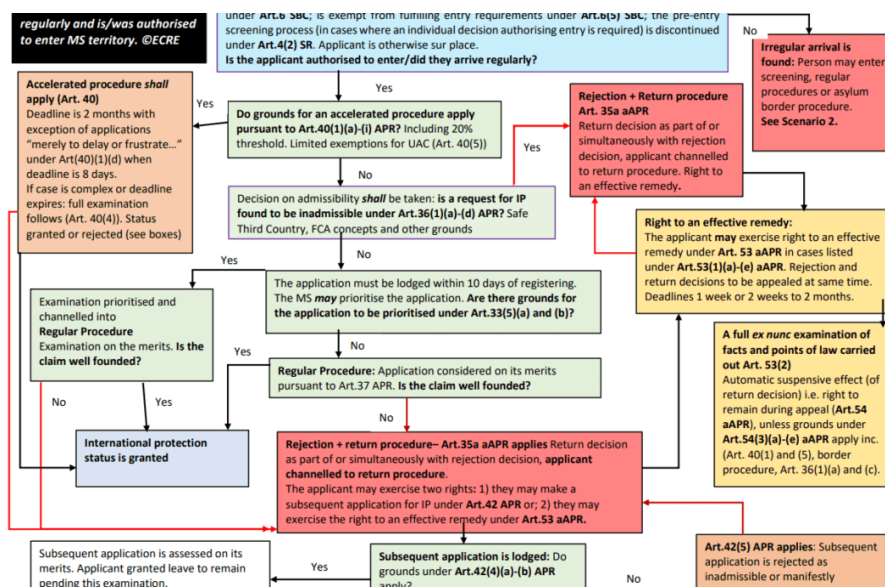 regularly and is/was authorised
to enter MS territory. ©ECRE
under Art.6 SBC; is exempt from fulfilling entry requirements under Art.6(5) SBC; the pre-entry
screening process (in cases where an individual decision authorising entry is required) is discontinued
under Art.4(2) SR. Applicant is otherwise sur place.
Is the applicant authorised to enter/did they arrive regularly?
No
Irregular arrival is
found: Person may enter
screening, regular
procedures or asylum
border procedure.
See Scenario 2.
Yes
Accelerated procedure shall
apply (Art. 40)
Deadline is 2 months with
exception of applications
“merely to delay or frustrate…”
under Art(40)(1)(d) when
deadline is 8 days.
If case is complex or deadline
expires: full examination
follows (Art. 40(4)). Status
granted or rejected (see boxes)
Yes
Do grounds for an accelerated procedure apply
pursuant to Art.40(1)(a)-(i) APR? Including 20%
threshold. Limited exemptions for UAC (Art. 40(5))
Yes
Rejection + Return procedure
Art. 35a aAPR
Return decision as part of or
simultaneously with rejection
decision, applicant channelled
to return procedure. Right to
an effective remedy.
No
Decision on admissibility shall be taken: is a request for IP
found to be inadmissible under Art.36(1)(a)-(d) APR? Safe
Third Country, FCA concepts and other grounds
Right to an effective remedy:
The applicant may exercise right to an effective
remedy under Art. 53 aAPR in cases listed
under Art.53(1)(a)-(e) aAPR. Rejection and
return decisions to be appealed at same time.
Deadlines 1 week or 2 weeks to 2 months.
No
Yes
The application must be lodged within 10 days of registering.
The MS may prioritise the application. Are there grounds for
the application to be prioritised under Art.33(5)(a) and (b)?
Examination prioritised and
channelled into
Regular Procedure
Examination on the merits. Is the
claim well founded?
No
Yes
Regular Procedure: Application considered on its merits
pursuant to Art.37 APR. Is the claim well founded?
A full ex nunc examination of
facts and points of law carried
out Art. 53(2)
Automatic suspensive effect (of
return decision) i.e. right to
remain during appeal (Art.54
aAPR), unless grounds under
Art.54(3)(a)-(e) aAPR apply inc.
(Art. 40(1) and (5), border
procedure, Art. 36(1)(a) and (c).
No
Yes
No
International protection
status is granted
Rejection + return procedure– Art.35a aAPR applies Return decision
as part of or simultaneously with rejection decision, applicant
channelled to return procedure.
The applicant may exercise two rights: 1) they may make a
subsequent application for IP under Art.42 APR or; 2) they may
exercise the right to an effective remedy under Art.53 aAPR.
Subsequent application is assessed on its
merits. Applicant granted leave to remain
pending this examination.
Yes
Subsequent application is lodged: Do
grounds under Art.42(4)(a)-(b) APR
apply?
No
Art.42(5) APR applies: Subsequent
application is rejected as
inadmissible or manifestly